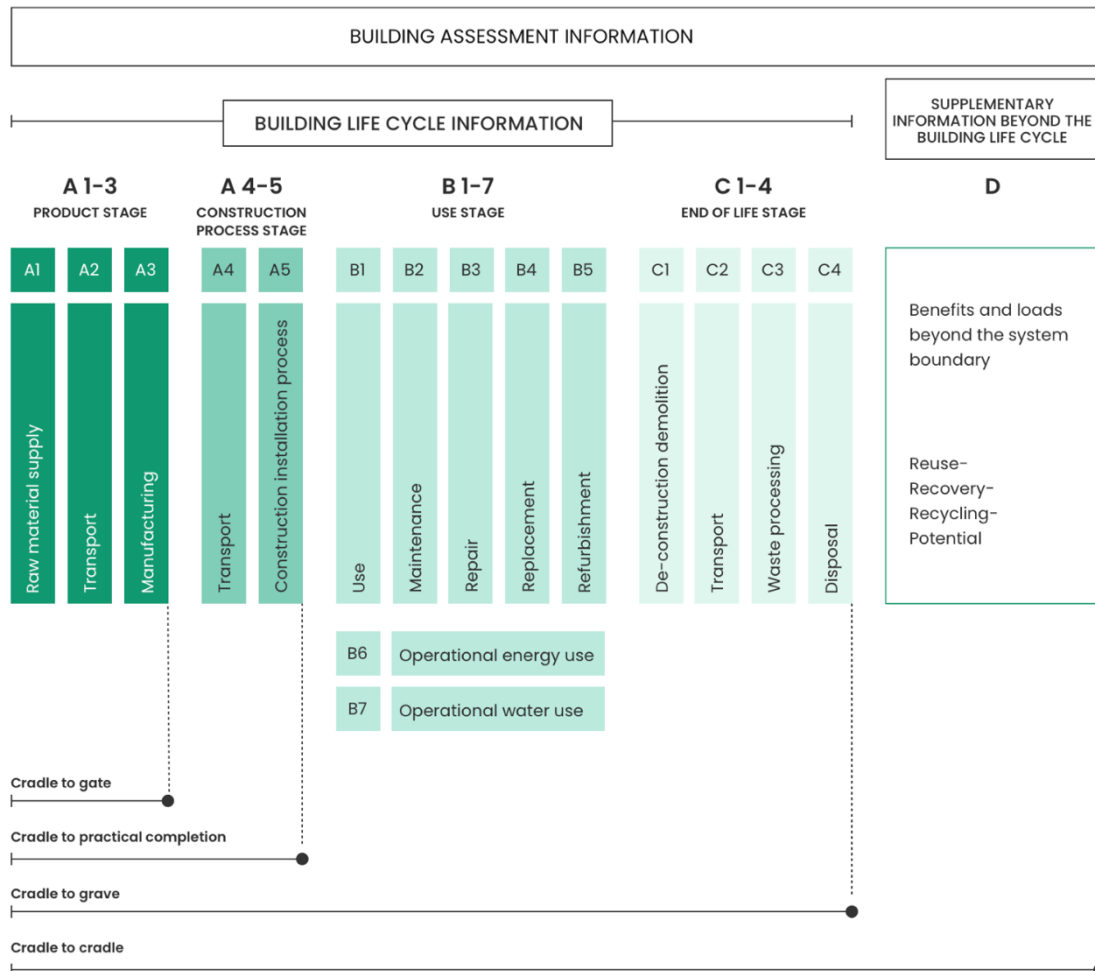 BUILDING ASSESSMENT INFORMATION
BUILDING LIFE CYCLE INFORMATION
SUPPLEMENTARY
INFORMATION BEYOND THE
BUILDING LIFE CYCLE
A 1-3
PRODUCT STAGE
A 4-5
CONSTRUCTION
PROCESS STAGE
B 1-7
USE STAGE
C 1-4
END OF LIFE STAGE
D
A1
A2
A3
A4
A5
B1
B2
B3
B4
B5
C1
C2
C3
C4
Raw material supply
Transport
Manufacturing
Transport
Construction installation process
Use
Maintenance
Repair
Replacement
Refurbishment
De-construction demolition
Transport
Waste processing
Disposal
Benefits and loads
beyond the system
boundary
Reuse-
Recovery-
Recycling-
Potential
B6
Operational energy use
B7
Operational water use
Cradle to gate
Cradle to practical completion
Cradle to grave
Cradle to cradle